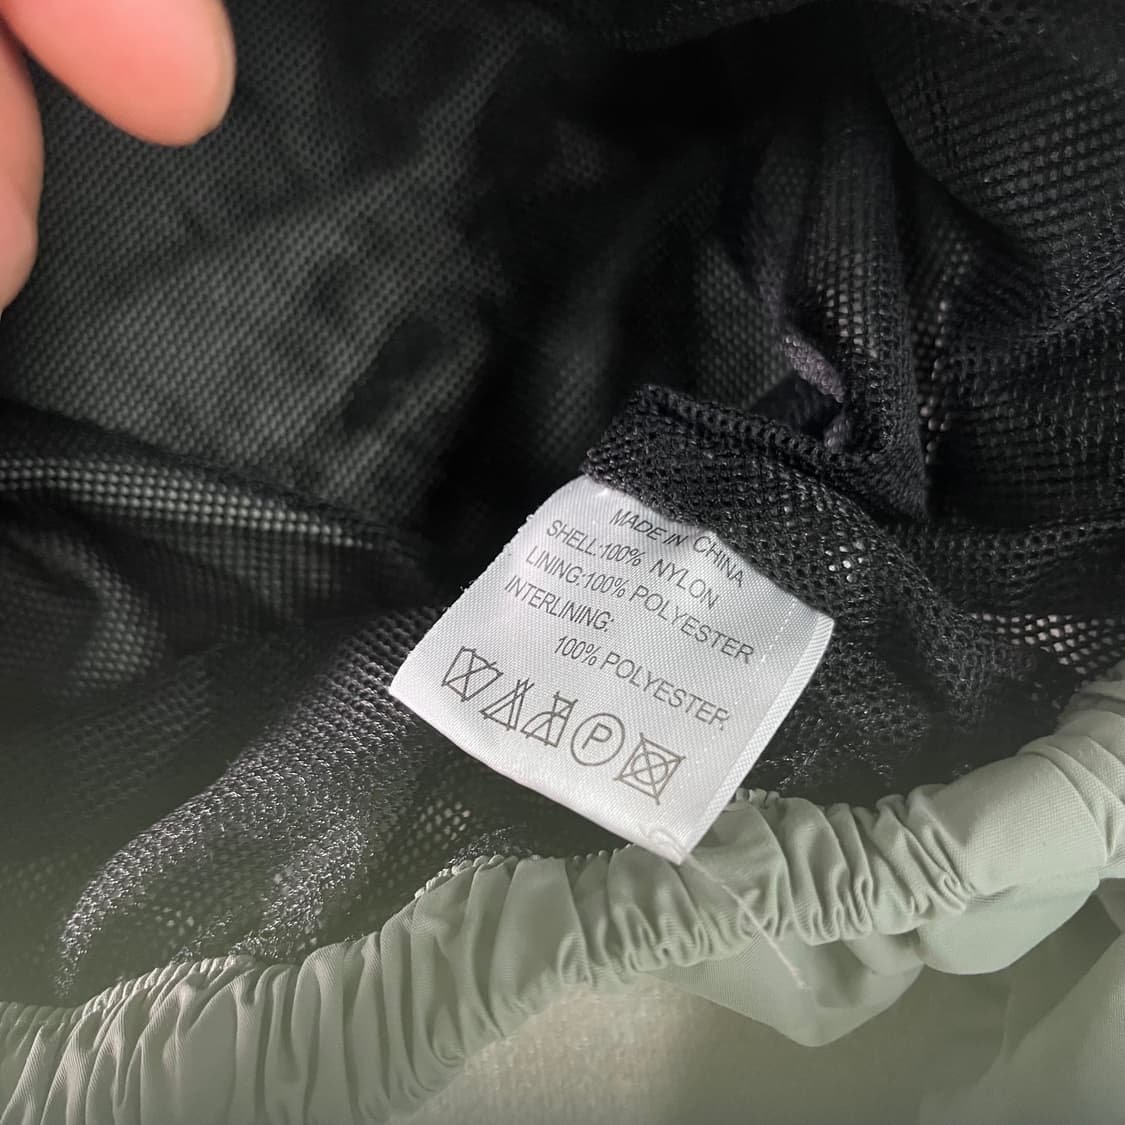 MADE IN CHINA
SHELL:100% NYLON
LINING:100% POLYESTER
INTERLINING:
100% POLYESTER
P